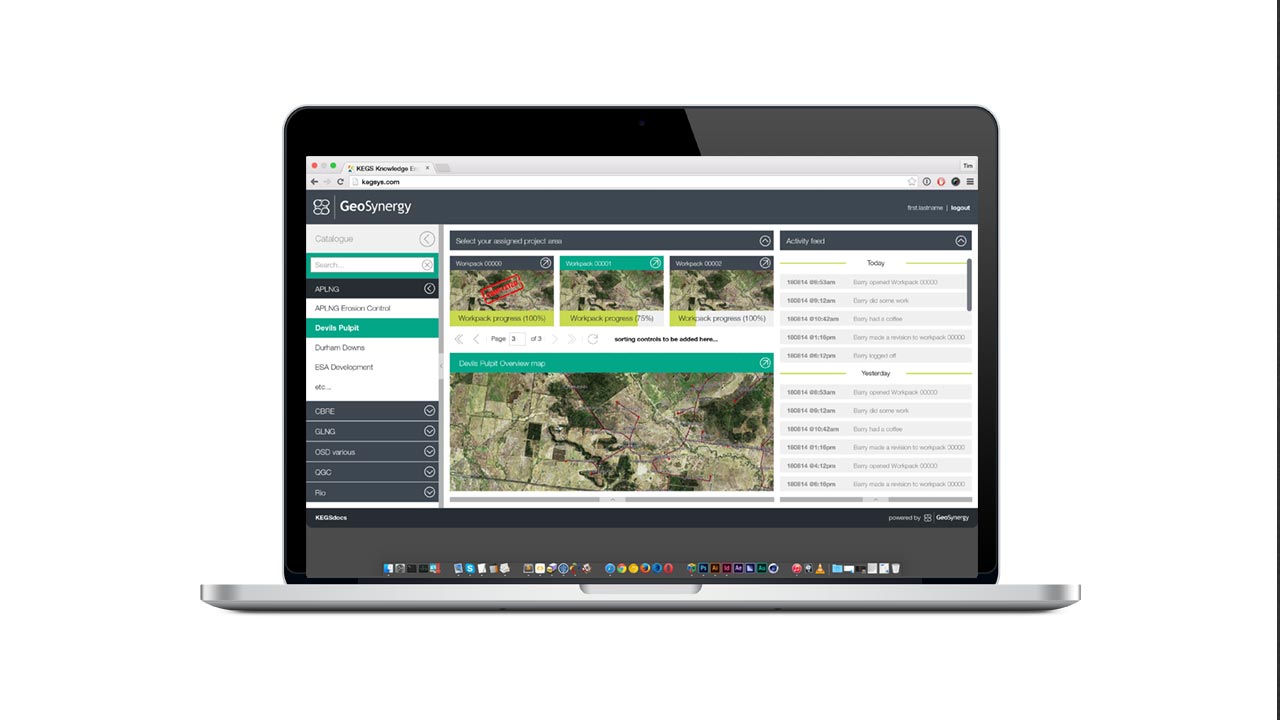 KEGS Knowledge En
Tim
kegsys.com
GeoSynergy
first.lastname | logout
Catalogue
Search...
APLNG
APLNG Erosion Control
Devils Pulpit
Durham Downs
ESA Development
etc...
CBRE
GLNG
OSD various
QGC
Rio
Select your assigned project area
Workpack 00000
Workpack progress (100%)
Workpack 00001
Workpack progress (75%)
Workpack 00002
Workpack progress (100%)
Page 3 of 3
sorting controls to be added here...
Devils Pulpit Overview map
Activity feed
Today
180814 @8:53am Barry opened Workpack 00000
180814 @9:12am Barry did some work
180814 @10:42am Barry had a coffee
180814 @1:16pm Barry made a revision to workpack 00000
180814 @6:12pm Barry logged off
Yesterday
180814 @8:53am Barry opened Workpack 00000
180814 @9:12am Barry did some work
180814 @10:42am Barry had a coffee
180814 @1:16pm Barry made a revision to workpack 00000
180814 @4:12pm Barry opened Workpack 00000
180814 @6:16pm Barry made a revision to workpack 00000
KEGSdocs
powered by GeoSynergy
Ps
Ai
Id
Ae
Au